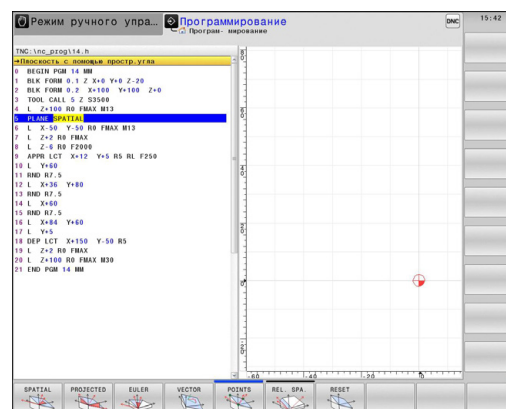 Режим ручного упра…
Программирование
Програм- мирование
DNC
15:42
TNC:\nc_prog\14.h
→Плоскость с помощью простр.угла
0 BEGIN PGM 14 MM
1 BLK FORM 0.1 Z X+0 Y+0 Z-20
2 BLK FORM 0.2 X+100 Y+100 Z+0
3 TOOL CALL 5 Z S3500
4 L Z+100 R0 FMAX M13
5 PLANE SPATIAL
6 L X-50 Y-50 R0 FMAX M13
7 L Z+2 R0 FMAX
8 L Z-6 R0 F2000
9 APPR LCT X+12 Y+5 R5 RL F250
10 L Y+60
11 RND R7.5
12 L X+36 Y+80
13 RND R7.5
14 L X+60
15 RND R7.5
16 L X+84 Y+60
17 L Y+5
18 DEP LCT X+150 Y-50 R5
19 L Z+2 R0 FMAX
20 L Z+100 R0 FMAX M30
21 END PGM 14 MM
-60 -40 -20 0
SPATIAL PROJECTED EULER VECTOR POINTS REL. SPA. RESET